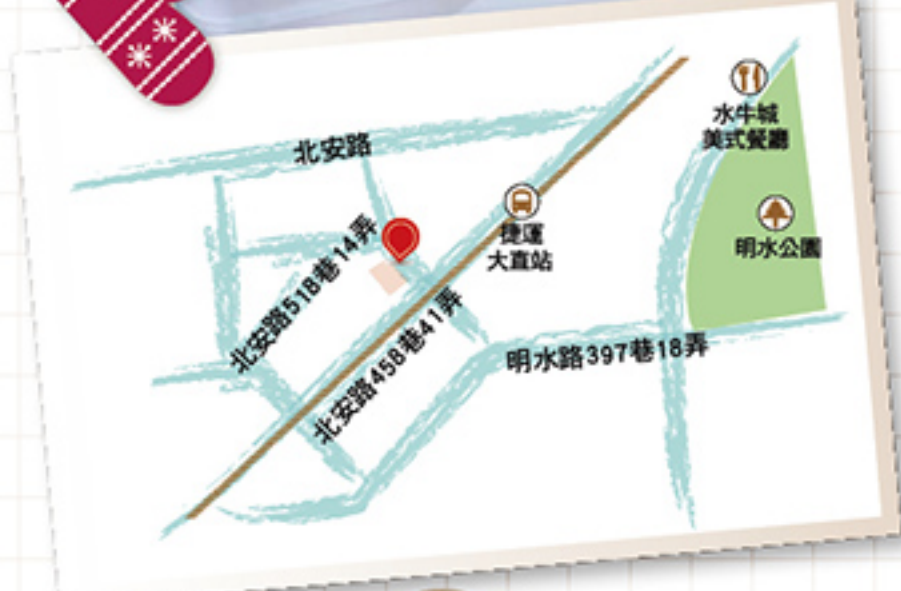 水牛城
美式餐廳
北安路
捷運
大直站
明水公園
北安路518巷14弄
北安路458巷41弄
明水路397巷18弄